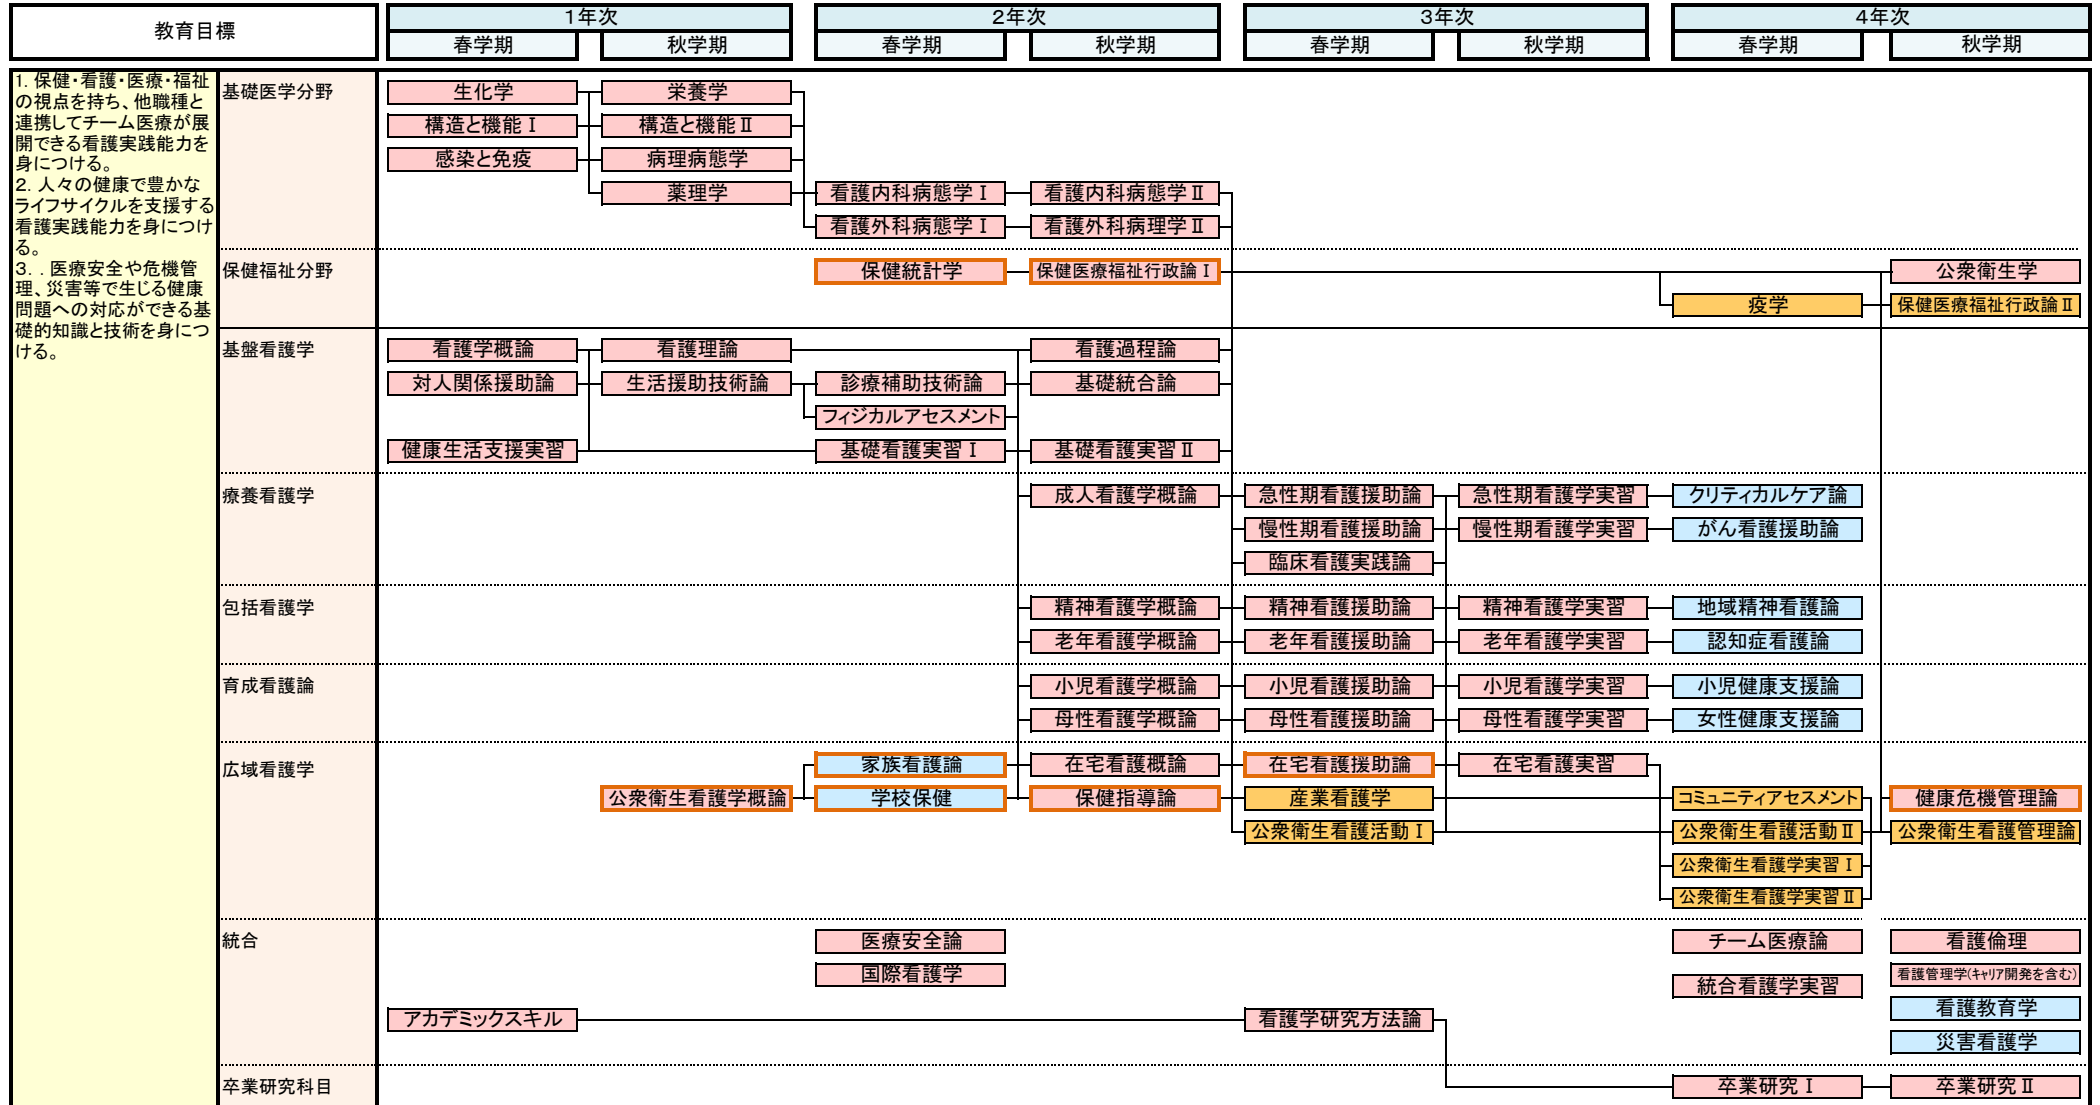 教育目標
1年次
2年次
3年次
4年次
春学期 秋学期 春学期 秋学期 春学期 秋学期 春学期 秋学期
1. 保健・看護・医療・福祉
の視点を持ち、他職種と
連携してチーム医療が展
開できる看護実践能力を
身につける。
2. 人々の健康で豊かな
ライフサイクルを支援する
看護実践能力を身につけ
る。
3. . 医療安全や危機管
理、災害等で生じる健康
問題への対応ができる基
礎的知識と技術を身につ
ける。
基礎医学分野
生化学 栄養学
構造と機能Ⅰ 構造と機能Ⅱ
感染と免疫 病理病態学
薬理学 看護内科病態学Ⅰ 看護内科病態学Ⅱ
看護外科病態学Ⅰ 看護外科病理学Ⅱ
保健福祉分野
保健統計学 保健医療福祉行政論Ⅰ 公衆衛生学
疫学 保健医療福祉行政論Ⅱ
基盤看護学
看護学概論 看護理論 看護過程論
対人関係援助論 生活援助技術論 診療補助技術論 基礎統合論
フィジカルアセスメント
健康生活支援実習 基礎看護実習Ⅰ 基礎看護実習Ⅱ
療養看護学
成人看護学概論 急性期看護援助論 急性期看護学実習 クリティカルケア論
慢性期看護援助論 慢性期看護学実習 がん看護援助論
臨床看護実践論
包括看護学
精神看護学概論 精神看護援助論 精神看護学実習 地域精神看護論
老年看護学概論 老年看護援助論 老年看護学実習 認知症看護論
育成看護論
小児看護学概論 小児看護援助論 小児看護学実習 小児健康支援論
母性看護学概論 母性看護援助論 母性看護学実習 女性健康支援論
広域看護学
家族看護論 在宅看護概論 在宅看護援助論 在宅看護実習
公衆衛生看護学概論 学校保健 保健指導論 産業看護学 コミュニティアセスメント 健康危機管理論
公衆衛生看護活動Ⅰ 公衆衛生看護活動Ⅱ 公衆衛生看護管理論
公衆衛生看護学実習Ⅰ
公衆衛生看護学実習Ⅱ
統合
医療安全論 チーム医療論 看護倫理
国際看護学 看護管理学(キャリア開発を含む)
統合看護学実習
看護教育学
アカデミックスキル 看護学研究方法論
災害看護学
卒業研究科目
卒業研究Ⅰ 卒業研究Ⅱ